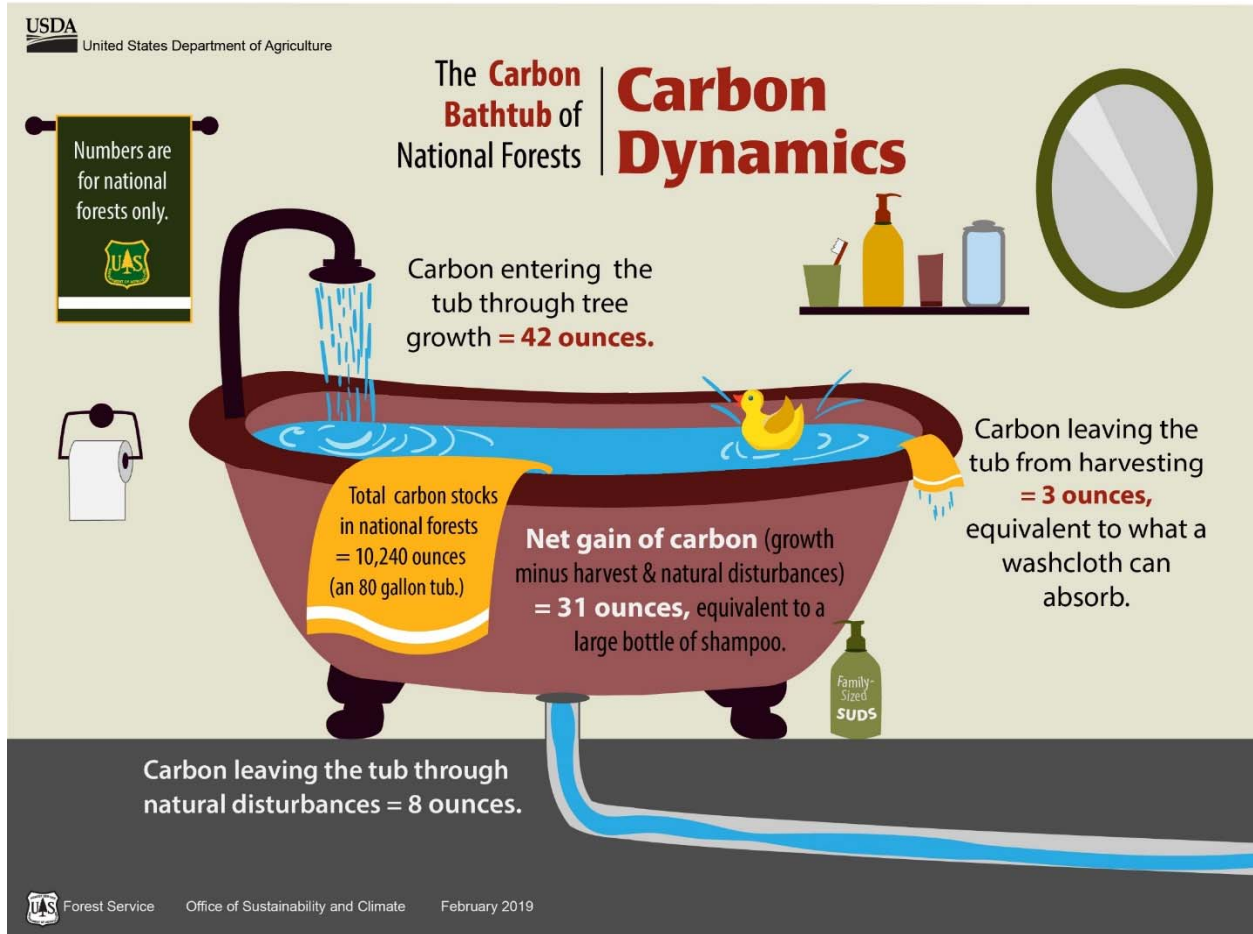 USDA
United States Department of Agriculture
The Carbon
Bathtub of
National Forests
Carbon
Dynamics
Numbers are
for national
forests only.
UAS
Carbon entering the
tub through tree
growth = 42 ounces.
Carbon leaving the
tub from harvesting
= 3 ounces,
equivalent to what a
washcloth can
absorb.
Total carbon stocks
in national forests
= 10,240 ounces
(an 80 gallon tub.)
Net gain of carbon (growth
minus harvest & natural disturbances)
= 31 ounces, equivalent to a
large bottle of shampoo.
Family-
Sized
SUDS
Carbon leaving the tub through
natural disturbances = 8 ounces.
UAS
Forest Service Office of Sustainability and Climate February 2019